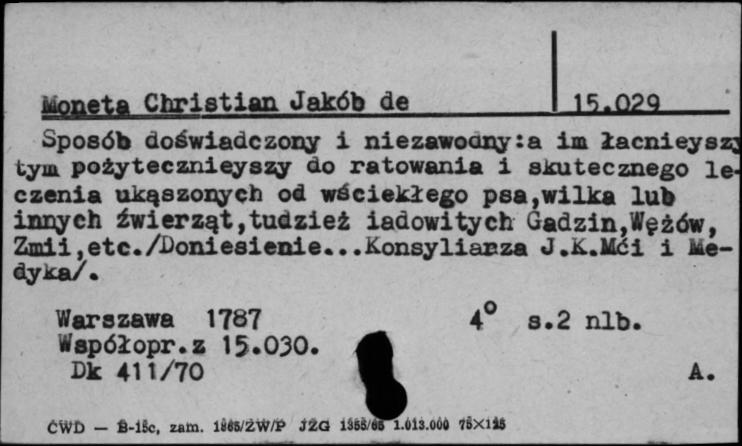 Moneta Christian Jakób de 15.029
Sposób doświadczony i niezawodny:a im łacnieyszy
tym pożytecznieyszy do ratowania i skutecznego le-
czenia ukąszonych od wściekłego psa,wilka lub
innych źwierząt,tudzież iadowitych Gadzin,Wężów,
Zmii,etc./Doniesienie...Konsyliarza J.K.Mći i Me-
dyka/.
Warszawa 1787 4° s.2 nlb.
Współopr.z 15.030.
Dk 411/70 A.
ĆWD — B-15c, zam. 1865/ZW/P JZG 1355/65 1.013.000 75×125